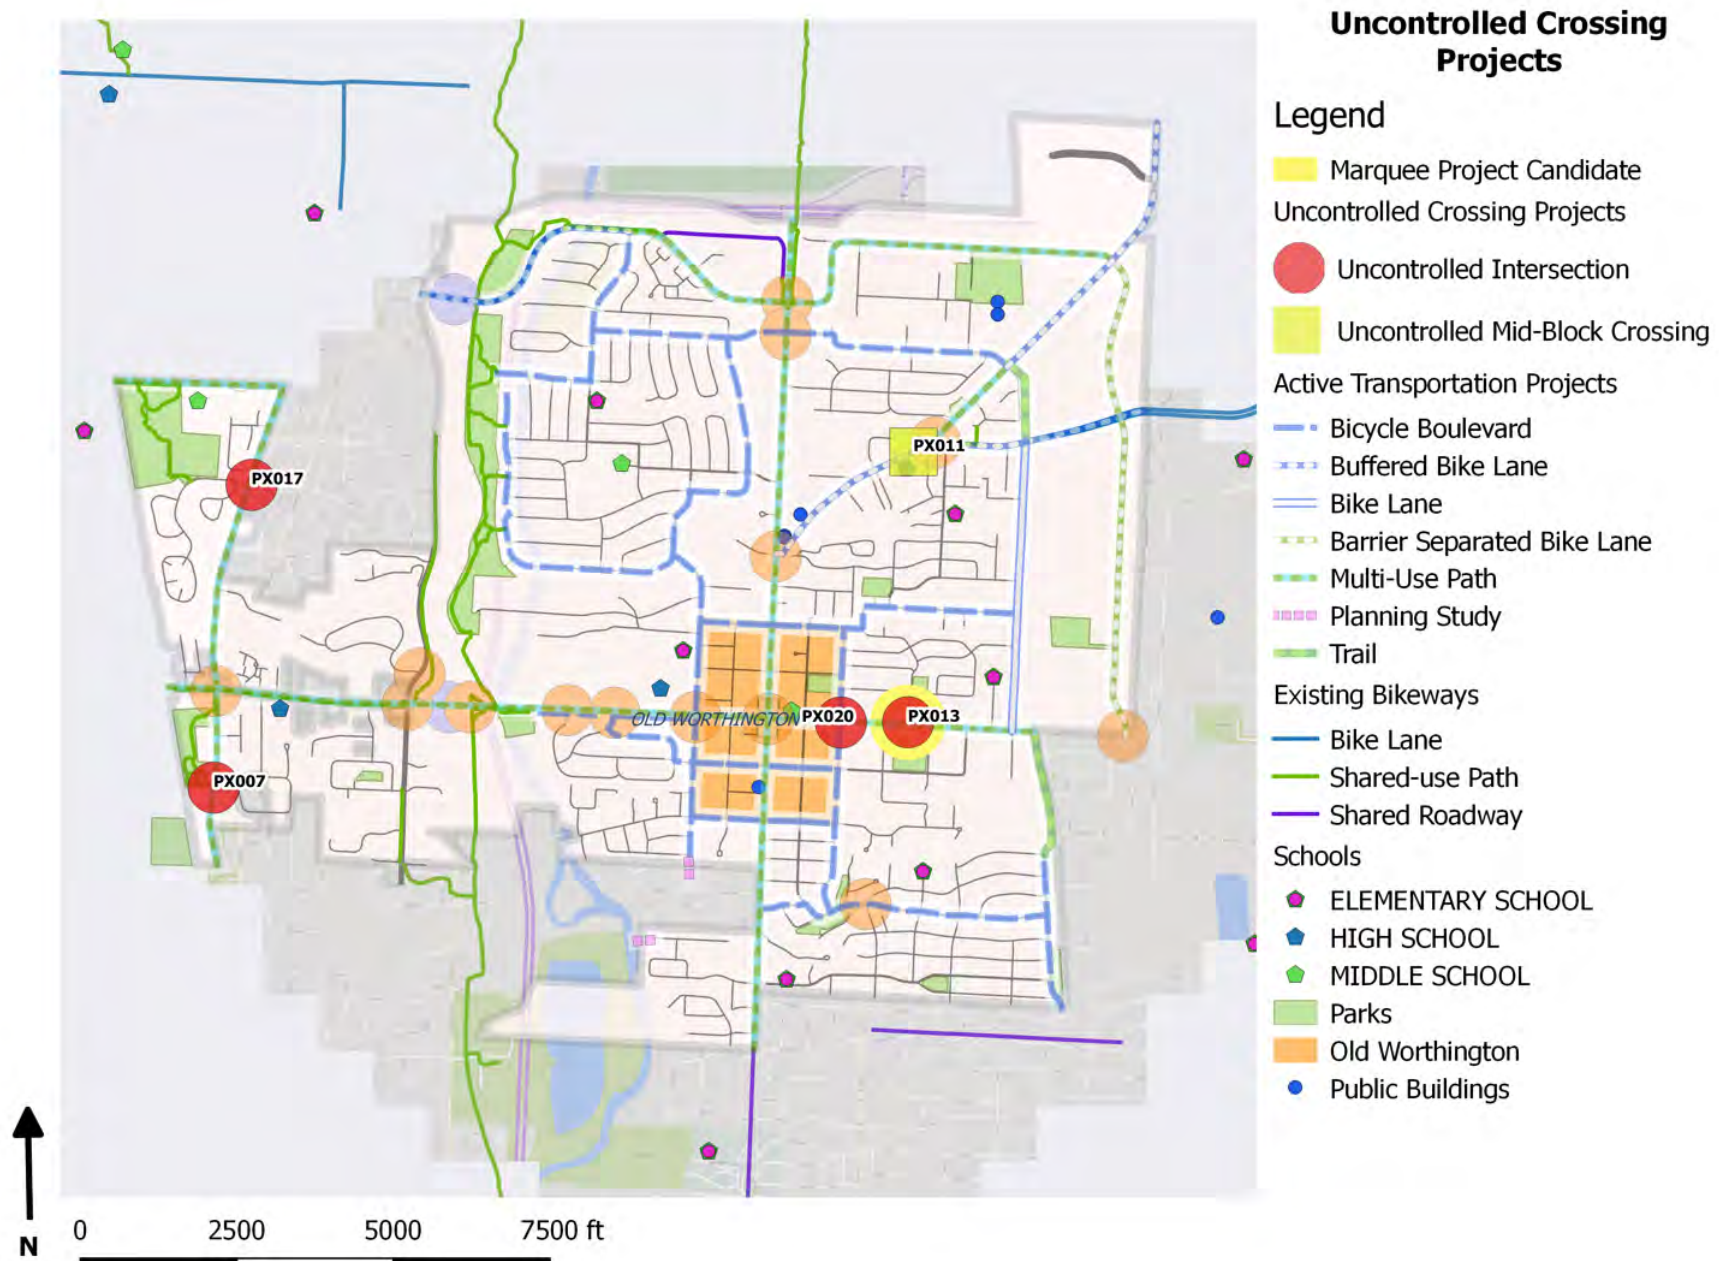 Uncontrolled Crossing
Projects
Legend
Marquee Project Candidate
Uncontrolled Crossing Projects
Uncontrolled Intersection
Uncontrolled Mid-Block Crossing
Active Transportation Projects
Bicycle Boulevard
Buffered Bike Lane
Bike Lane
Barrier Separated Bike Lane
Multi-Use Path
Planning Study
Trail
Existing Bikeways
Bike Lane
Shared-use Path
Shared Roadway
Schools
ELEMENTARY SCHOOL
HIGH SCHOOL
MIDDLE SCHOOL
Parks
Old Worthington
Public Buildings
PX011
PX017
OLD WORTHINGTON
PX020
PX013
PX007
N
0 2500 5000 7500 ft